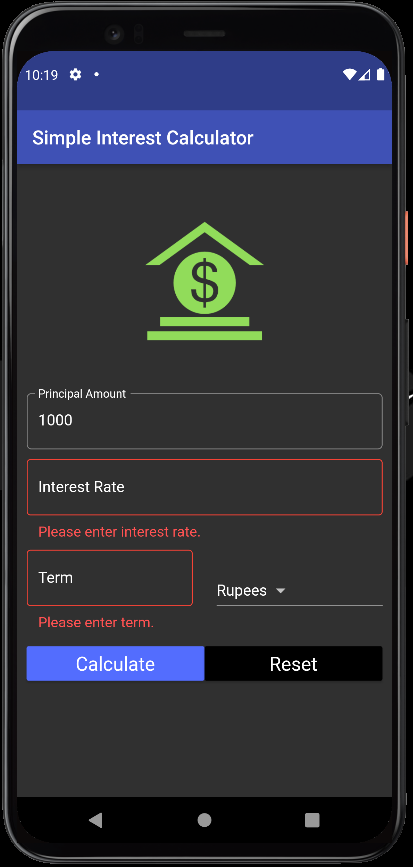 10:19
Simple Interest Calculator
$
Principal Amount
1000
Interest Rate
Please enter interest rate.
Term
Rupees
Please enter term.
Calculate Reset